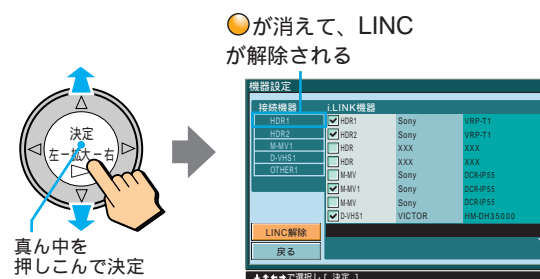 が消えて、LINC
が解除される
機器設定
接続機器
i.LINK機器
HDR1
HDR2
M-MV1
D-VHS1
OTHER1
HDR1 Sony VRP-T1
HDR2 Sony VRP-T1
HDR XXX XXX
HDR XXX XXX
M-MV Sony DCR-IP55
M-MV1 Sony DCR-IP55
M-MV Sony DCR-IP55
D-VHS1 VICTOR HM-DH35000
LINC解除
戻る
で選択し[ 決定 ]
決定
左－拡大－右
真ん中を
押しこんで決定